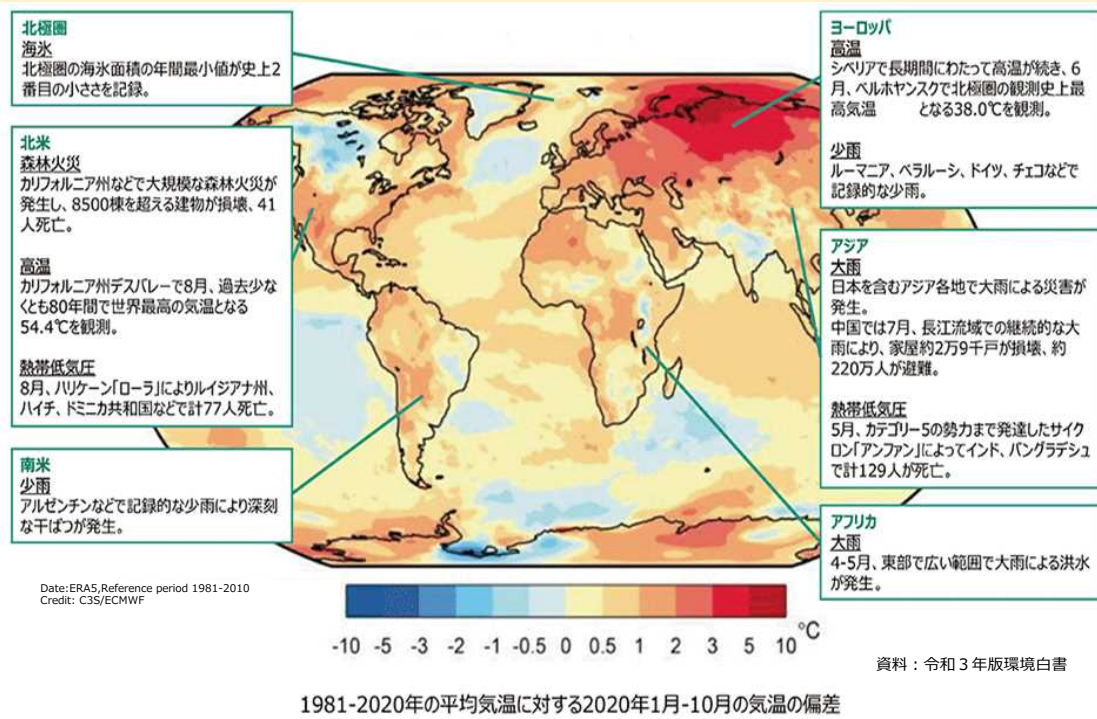 北極圏
海氷
北極圏の海氷面積の年間最小値が史上2
番目の小ささを記録。
北米
森林火災
カリフォルニア州などで大規模な森林火災が
発生し、8500棟を超える建物が損壊、41
人死亡。
高温
カリフォルニア州デスバレーで8月、過去少な
くとも80年間で世界最高の気温となる
54.4℃を観測。
熱帯低気圧
8月、ハリケーン「ローラ」によりルイジアナ州、
ハイチ、ドミニカ共和国などで計77人死亡。
南米
少雨
アルゼンチンなどで記録的な少雨により深刻
な干ばつが発生。
ヨーロッパ
高温
シベリアで長期間にわたって高温が続き、6
月、ベルホヤンスクで北極圏の観測史上最
高気温 となる38.0℃を観測。
少雨
ルーマニア、ベラルーシ、ドイツ、チェコなどで
記録的な少雨。
アジア
大雨
日本を含むアジア各地で大雨による災害が
発生。
中国では7月、長江流域での継続的な大
雨により、家屋約2万9千戸が損壊、約
220万人が避難。
熱帯低気圧
5月、カテゴリー5の勢力まで発達したサイク
ロン「アンファン」によってインド、バングラデシュ
で計129人が死亡。
アフリカ
大雨
4-5月、東部で広い範囲で大雨による洪水
が発生。
Date:ERA5,Reference period 1981-2010
Credit: C3S/ECMWF
-10 -5 -3 -2 -1 -0.5 0 0.5 1 2 3 5 10 ℃
資料：令和３年版環境白書
1981-2020年の平均気温に対する2020年1月-10月の気温の偏差